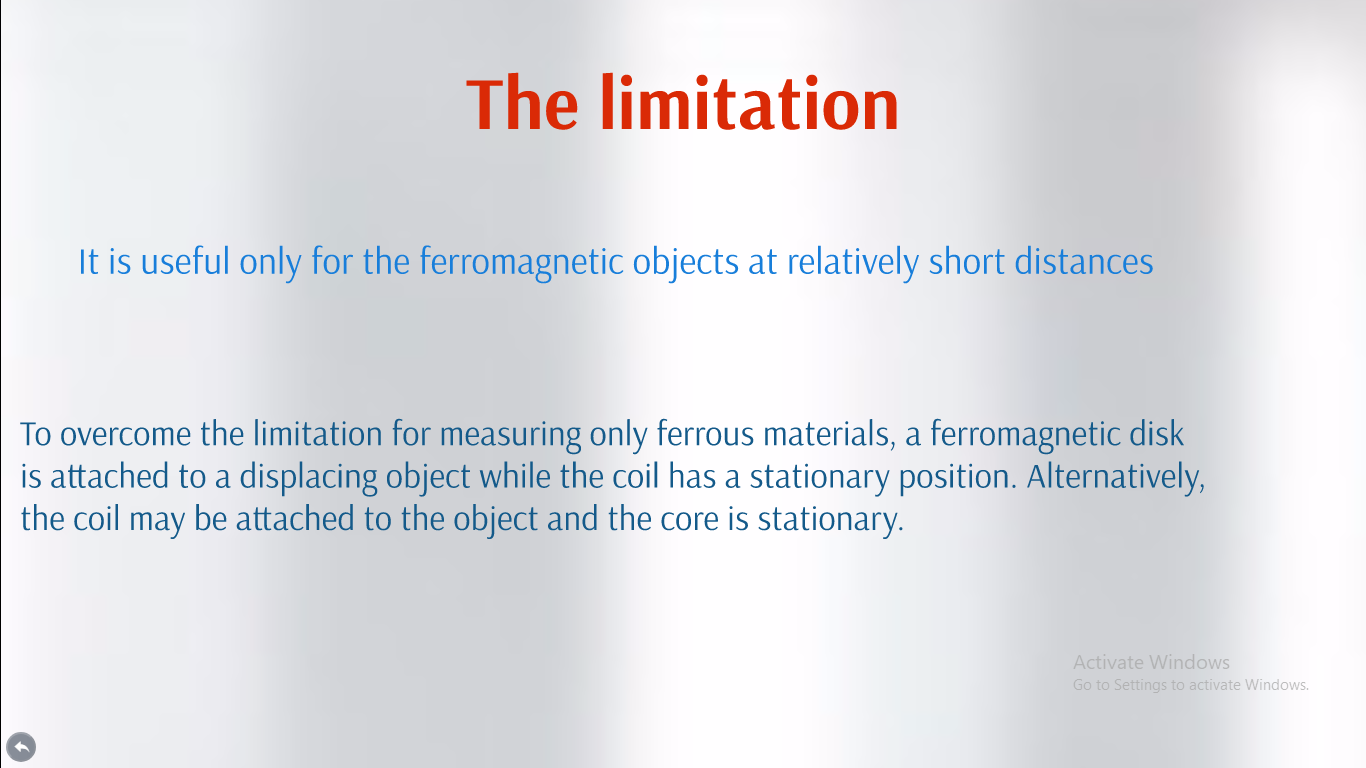 The limitation
It is useful only for the ferromagnetic objects at relatively short distances
To overcome the limitation for measuring only ferrous materials, a ferromagnetic disk
is attached to a displacing object while the coil has a stationary position. Alternatively,
the coil may be attached to the object and the core is stationary.
Activate Windows
Go to Settings to activate Windows.